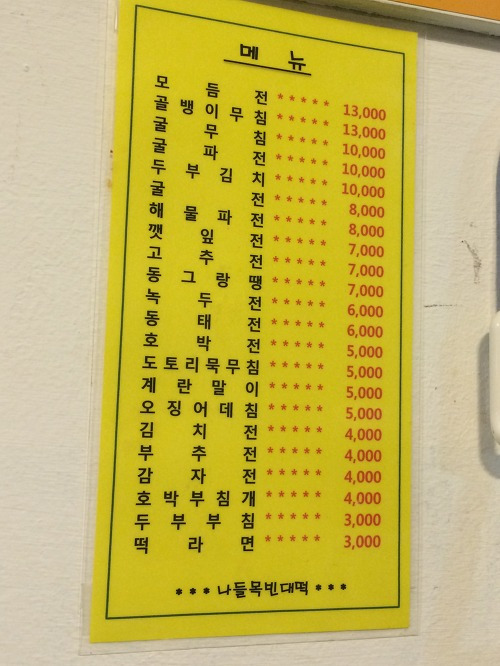 메 뉴
모 듬 전 ***** 13,000
골 뱅 이 무 침 ***** 13,000
굴 무 침 ***** 10,000
굴 파 전 ***** 10,000
두 부 김 치 ***** 10,000
굴 전 ***** 8,000
해 물 파 전 ***** 8,000
깻 잎 전 ***** 7,000
고 추 전 ***** 7,000
동 그 랑 땡 ***** 7,000
녹 두 전 ***** 6,000
동 태 전 ***** 6,000
호 박 전 ***** 5,000
도 토 리 묵 무 침 ***** 5,000
계 란 말 이 ***** 5,000
오 징 어 데 침 ***** 5,000
김 치 전 ***** 4,000
부 추 전 ***** 4,000
감 자 전 ***** 4,000
호 박 부 침 개 ***** 4,000
두 부 부 침 ***** 3,000
떡 라 면 ***** 3,000
*** 나들목빈대떡 ***